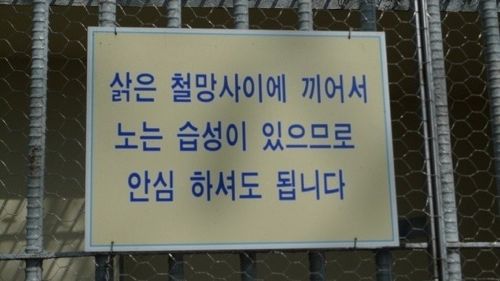 삵은 철망사이에 끼어서
노는 습성이 있으므로
안심 하셔도 됩니다